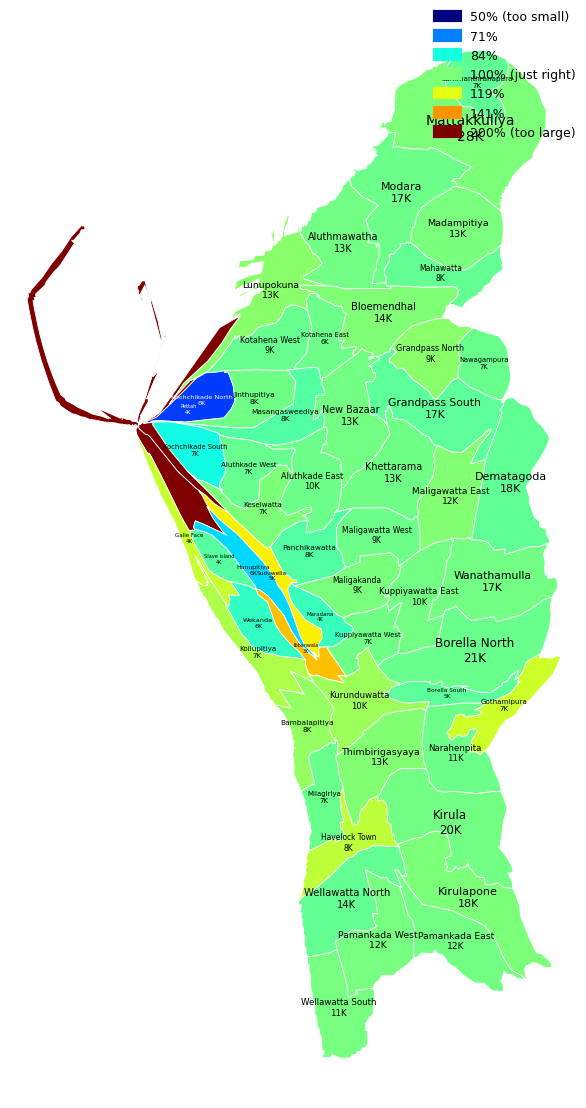 50% (too small)
71%
84%
100% (just right)
119%
141%
200% (too large)
7K
Mattakkuliya
28K
Modara
17K
Madampitiya
13K
Aluthmawatha
13K
Mahawatta
8K
Lunupokuna
13K
Bloemendhal
14K
Kotahena West
9K
Kotahena East
6K
Grandpass North
9K
Nawagampura
7K
Kochchikade North
6K
Pettah
4K
Jinthupitiya
8K
Masangasweediya
8K
New Bazaar
13K
Grandpass South
17K
Kochchikade South
7K
Aluthkade West
7K
Aluthkade East
10K
Khettarama
13K
Dematagoda
18K
Maligawatta East
12K
Keselwatta
7K
Galle Face
4K
Slave Island
4K
Hunupitiya
6K
Suduwella
5K
Panchikawatta
8K
Maligawatta West
9K
Maligakanda
9K
Kuppiyawatta East
10K
Wanathamulla
17K
Wekanda
6K
Maradana
4K
Kuppiyawatta West
7K
Borella North
21K
Kollupitiya
7K
Ibbanwala
Borella South
5K
Kurunduwatta
10K
Gothamipura
7K
Bambalapitiya
8K
Thimbirigasyaya
13K
Narahenpita
11K
Milagiriya
7K
Kirula
20K
Havelock Town
8K
Wellawatta North
14K
Kirulapone
18K
Pamankada West
12K
Pamankada East
12K
Wellawatta South
11K